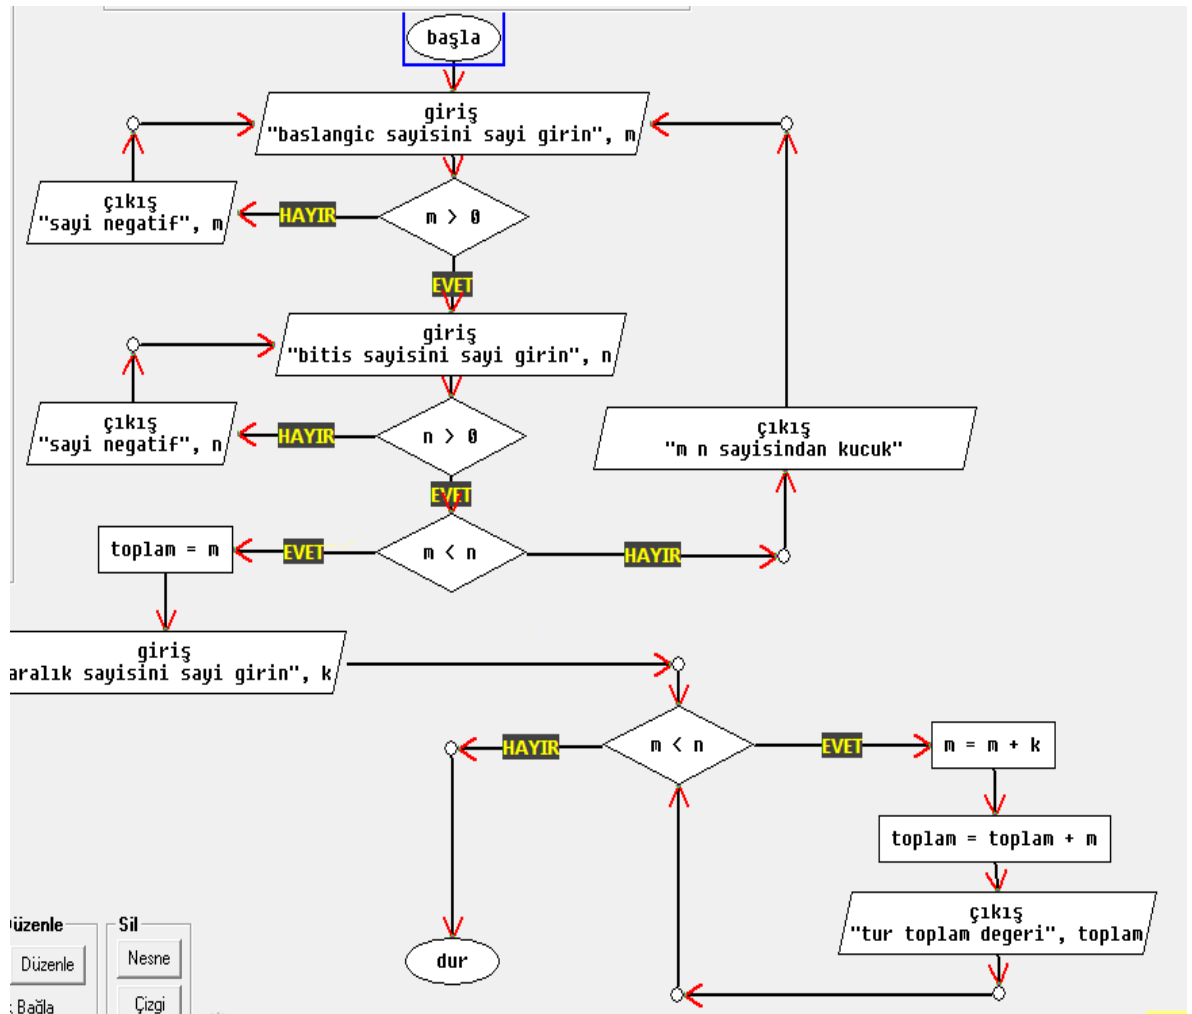 başla
giriş
"baslangic sayisini sayi girin", m
çıkış
"sayi negatif", m
HAYIR
m > 0
EVET
giriş
"bitis sayisini sayi girin", n
çıkış
"sayi negatif", n
HAYIR
n > 0
çıkış
"m n sayisindan kucuk"
EVET
toplam = m
EVET
m < n
HAYIR
giriş
aralık sayisini sayi girin", k
HAYIR
m < n
EVET
m = m + k
toplam = toplam + m
çıkış
"tur toplam degeri", toplam
dur
Düzenle
Sil
Düzenle
Nesne
Bağla
Çizgi